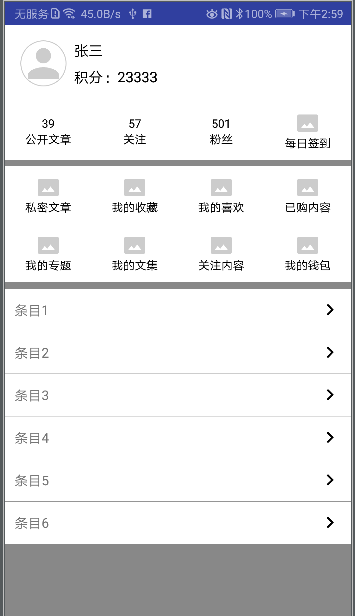 无服务 45.0B/s 100% 下午2:59
张三
积分：23333
39 57 501
公开文章 关注 粉丝 每日签到
私密文章 我的收藏 我的喜欢 已购内容
我的专题 我的文集 关注内容 我的钱包
条目1
条目2
条目3
条目4
条目5
条目6